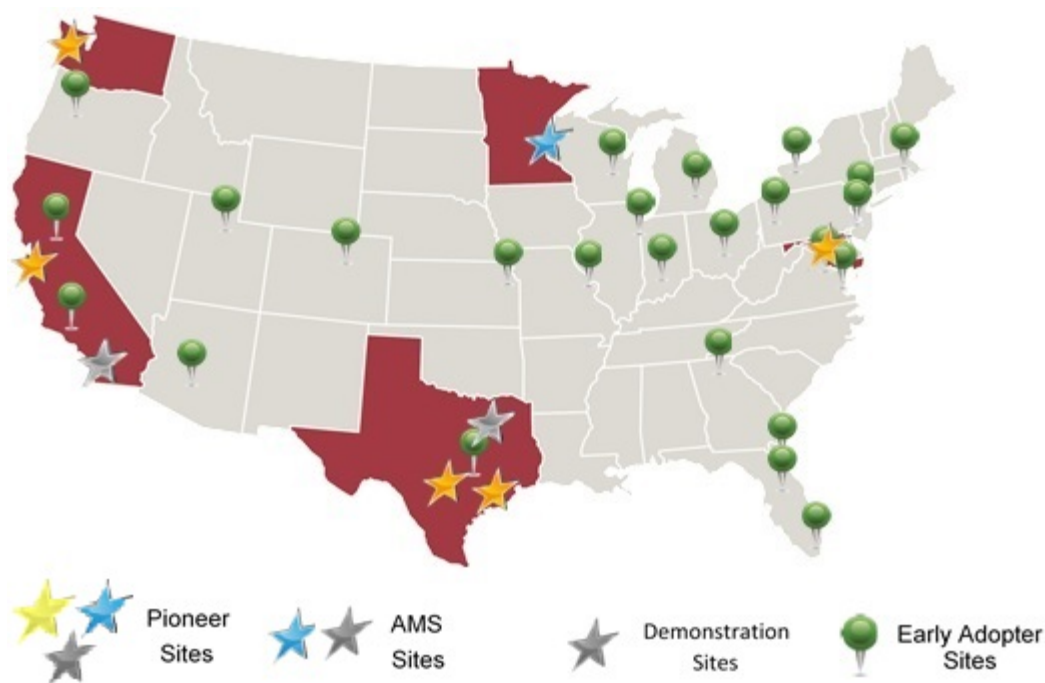 Pioneer
Sites
AMS
Sites
Demonstration
Sites
Early Adopter
Sites